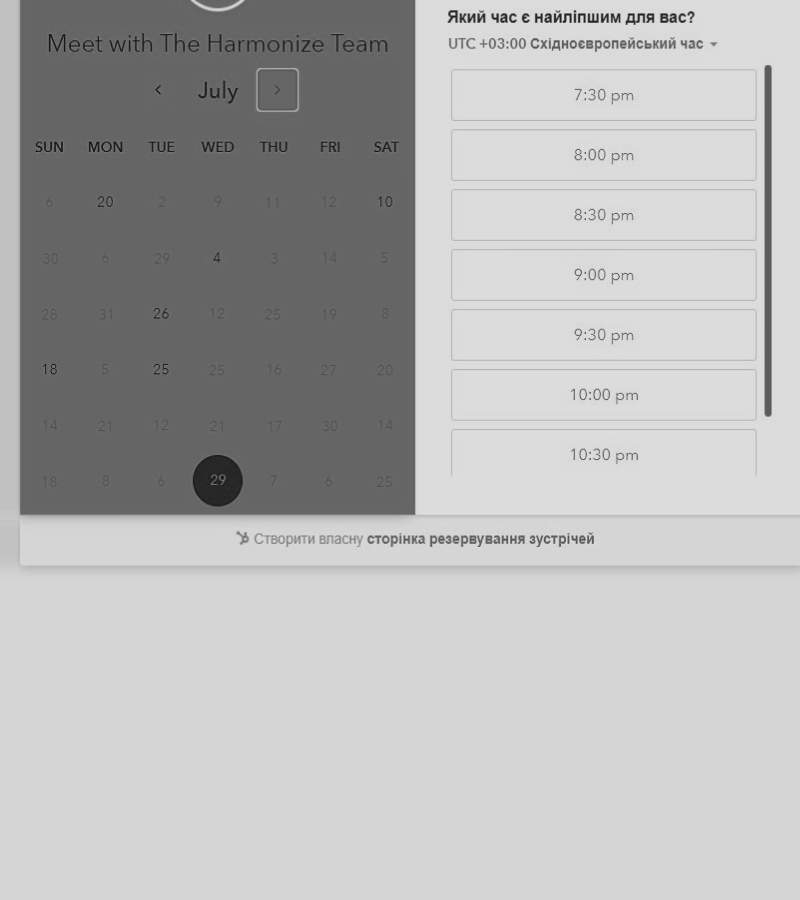 Meet with The Harmonize Team
July
SUN MON TUE WED THU FRI SAT
6 20 2 9 11 12 10
30 6 29 4 3 14 5
28 31 26 12 25 19 8
18 5 25 25 16 27 20
14 21 12 21 17 30 14
18 8 6 29 7 6 25
Який час є найліпшим для вас?
UTC +03:00 Східноєвропейський час
7:30 pm
8:00 pm
8:30 pm
9:00 pm
9:30 pm
10:00 pm
10:30 pm
Створити власну сторінка резервування зустрічей